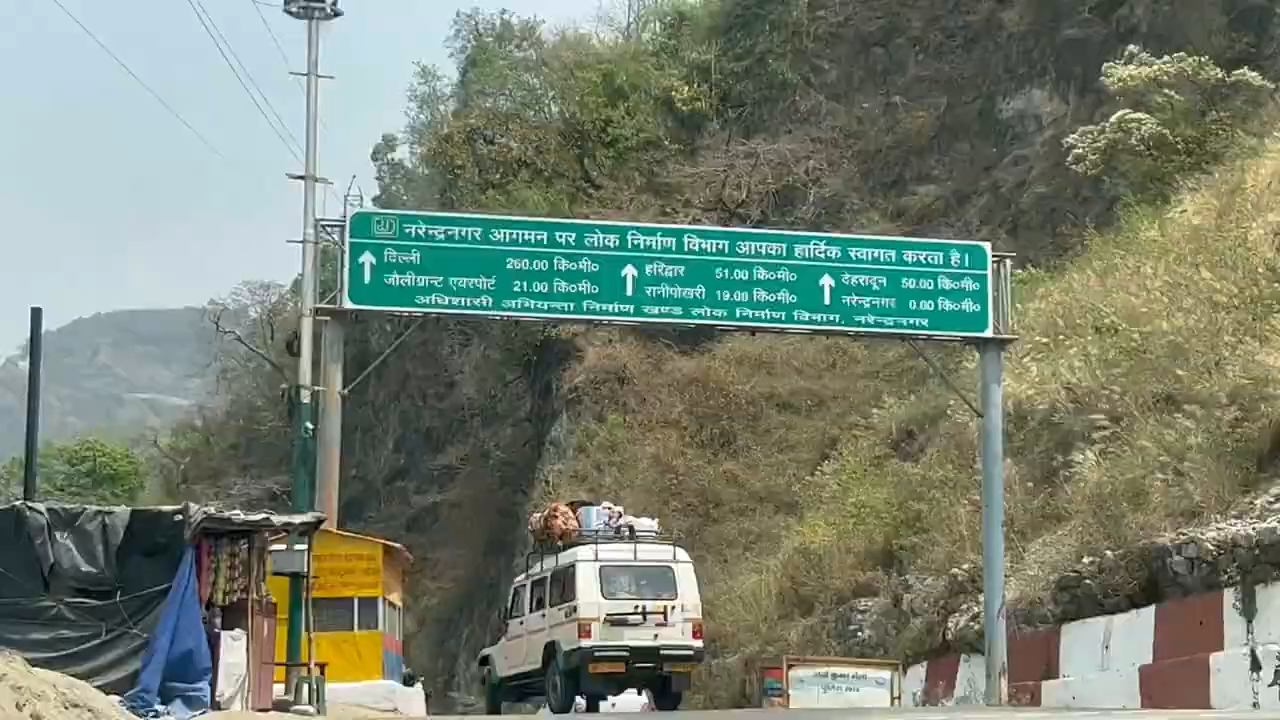 नरेन्द्रनगर आगमन पर लोक निर्माण विभाग आपका हार्दिक स्वागत करता है।
दिल्ली 260.00 कि०मी०
जौलीग्रान्ट एयरपोर्ट 21.00 कि०मी०
हरिद्वार 51.00 कि०मी०
रानीपोखरी 19.00 कि०मी०
देहरादून 50.00 कि०मी०
नरेन्द्रनगर 0.00 कि०मी०
अधिशासी अभियन्ता निर्माण खण्ड लोक निर्माण विभाग, नरेन्द्रनगर